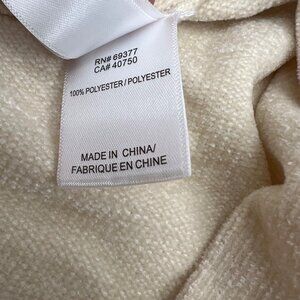 RN# 69377
CA# 40750
100% POLYESTER / POLYESTER
MADE IN CHINA/
FABRIQUE EN CHINE